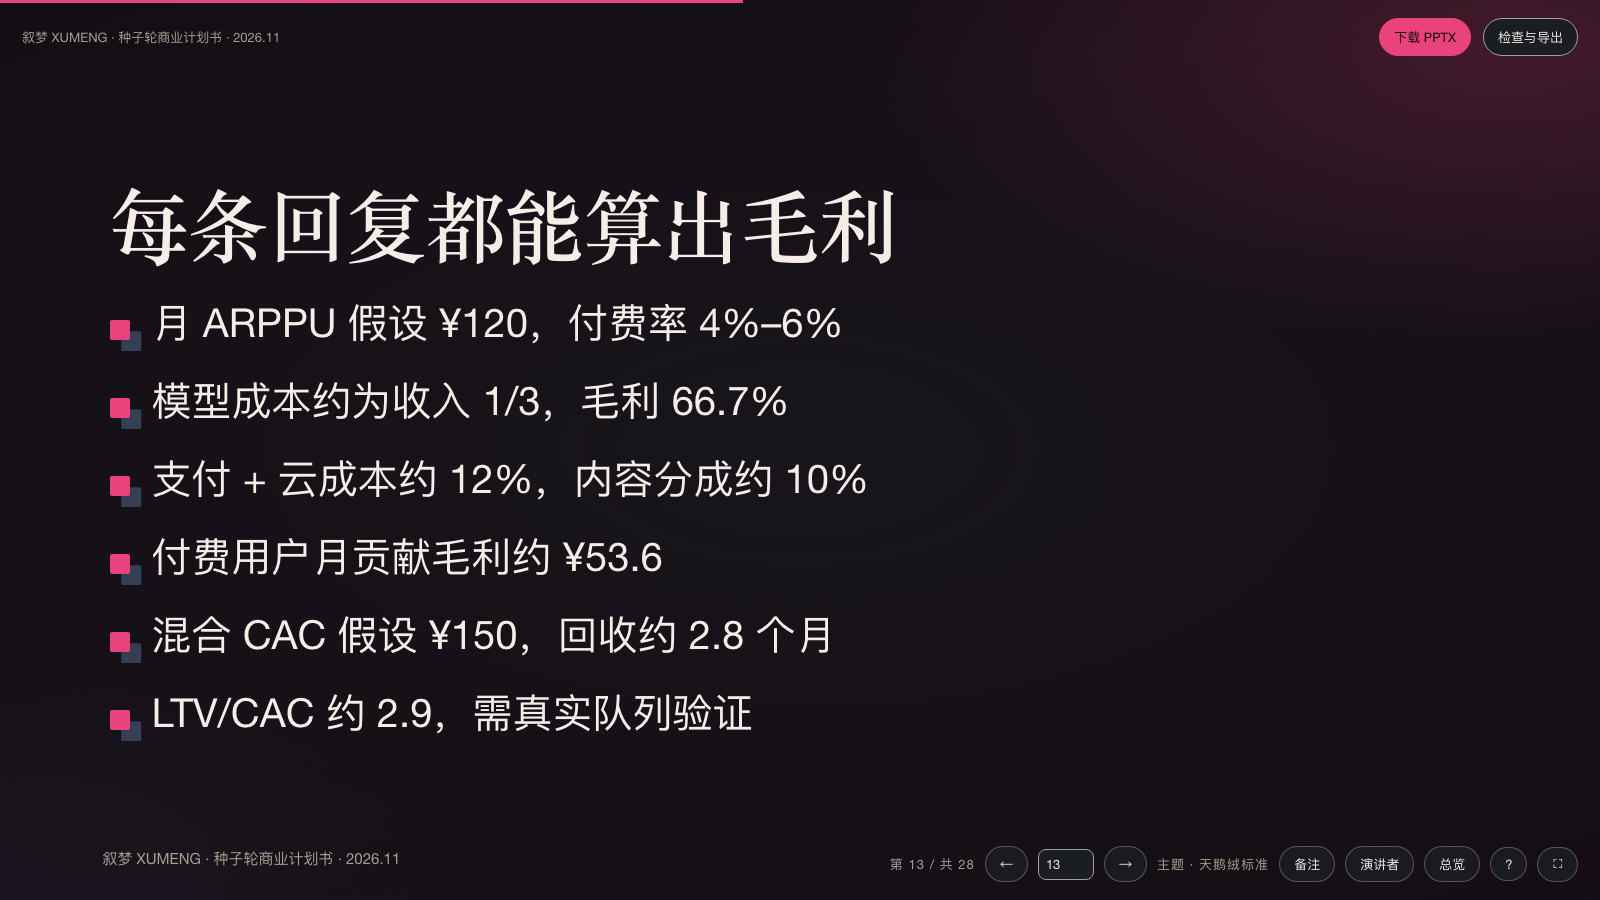 叙梦 XUMENG · 种子轮商业计划书 · 2026.11
下载 PPTX
检查与导出
每条回复都能算出毛利
月 ARPPU 假设 ¥120，付费率 4%–6%
模型成本约为收入 1/3，毛利 66.7%
支付 + 云成本约 12%，内容分成约 10%
付费用户月贡献毛利约 ¥53.6
混合 CAC 假设 ¥150，回收约 2.8 个月
LTV/CAC 约 2.9，需真实队列验证
叙梦 XUMENG · 种子轮商业计划书 · 2026.11
第 13 / 共 28
←
13
→
主题 · 天鹅绒标准
备注
演讲者
总览
?